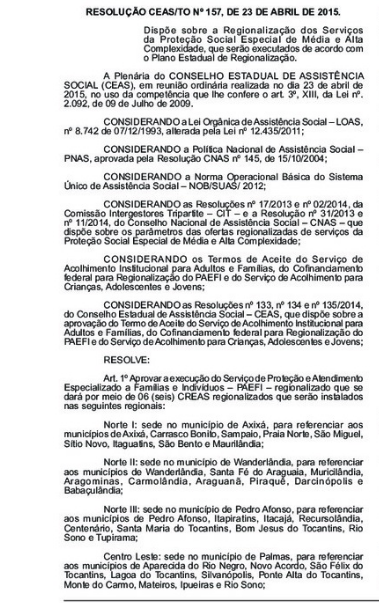 RESOLUÇÃO CEAS/TO Nº 157, DE 23 DE ABRIL DE 2015.
Dispõe sobre a Regionalização dos Serviços
da Proteção Social Especial de Média e Alta
Complexidade, que serão executados de acordo com
o Plano Estadual de Regionalização.
A Plenária do CONSELHO ESTADUAL DE ASSISTÊNCIA
SOCIAL (CEAS), em reunião ordinária realizada no dia 23 de abril de
2015, no uso da competência que lhe confere o art. 3º, XIII, da Lei nº.
2.092, de 09 de Julho de 2009.
CONSIDERANDO a Lei Orgânica de Assistência Social – LOAS,
nº 8.742 de 07/12/1993, alterada pela Lei nº 12.435/2011;
CONSIDERANDO a Política Nacional de Assistência Social –
PNAS, aprovada pela Resolução CNAS nº 145, de 15/10/2004;
CONSIDERANDO a Norma Operacional Básica do Sistema
Único de Assistência Social – NOB/SUAS/ 2012;
CONSIDERANDO as Resoluções nº 17/2013 e nº 02/2014, da
Comissão Intergestores Tripartite – CIT – e a Resolução nº 31/2013 e
nº 11/2014, do Conselho Nacional de Assistência Social – CNAS – que
dispõe sobre os parâmetros das ofertas regionalizadas de serviços da
Proteção Social Especial de Média e Alta Complexidade;
CONSIDERANDO os Termos de Aceite do Serviço de
Acolhimento Institucional para Adultos e Famílias, do Cofinanciamento
federal para Regionalização do PAEFI e do Serviço de Acolhimento para
Crianças, Adolescentes e Jovens;
CONSIDERANDO as Resoluções nº 133, nº 134 e nº 135/2014,
do Conselho Estadual de Assistência Social – CEAS, que dispõe sobre a
aprovação do Termo de Aceite do Serviço de Acolhimento Institucional para
Adultos e Famílias, do Cofinanciamento federal para Regionalização do
PAEFI e do Serviço de Acolhimento para Crianças, Adolescentes e Jovens;
RESOLVE:
Art. 1º Aprovar a execução do Serviço de Proteção e Atendimento
Especializado a Famílias e Indivíduos – PAEFI – regionalizado que se
dará por meio de 06 (seis) CREAS regionalizados que serão instalados
nas seguintes regionais:
Norte I: sede no município de Axixá, para referenciar aos
municípios de Axixá, Carrasco Bonito, Sampaio, Praia Norte, São Miguel,
Sítio Novo, Itaguatins, São Bento e Maurilândia;
Norte II: sede no município de Wanderlândia, para referenciar
aos municípios de Wanderlândia, Santa Fé do Araguaia, Muricilândia,
Aragominas, Carmolândia, Araguanã, Piraquê, Darcinópolis e
Babaçulândia;
Norte III: sede no município de Pedro Afonso, para referenciar
aos municípios de Pedro Afonso, Itapiratins, Itacajá, Recursolândia,
Centenário, Santa Maria do Tocantins, Bom Jesus do Tocantins, Rio
Sono e Tupirama;
Centro Leste: sede no município de Palmas, para referenciar
aos municípios de Aparecida do Rio Negro, Novo Acordo, São Félix do
Tocantins, Lagoa do Tocantins, Silvanópolis, Ponte Alta do Tocantins,
Monte do Carmo, Mateiros, Ipueiras e Rio Sono;